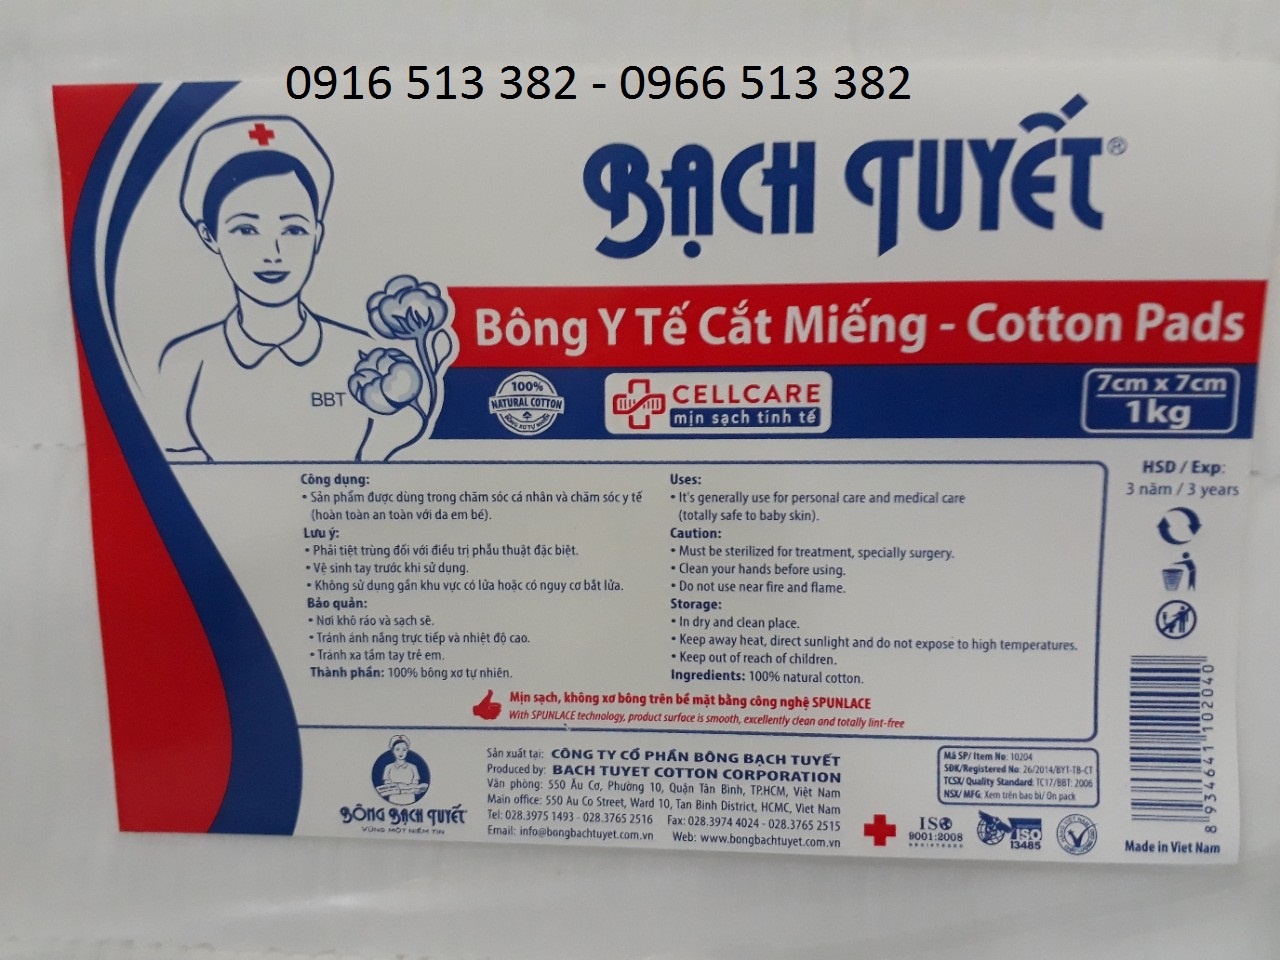 0916 513 382 - 0966 513 382
BẠCH TUYẾT®
Bông Y Tế Cắt Miếng - Cotton Pads
BBT
100%
NATURAL COTTON
BÔNG XƠ TỰ NHIÊN
CELLCARE
mịn sạch tinh tế
7cm x 7cm
1kg
Công dụng:
• Sản phẩm được dùng trong chăm sóc cá nhân và chăm sóc y tế
(hoàn toàn an toàn với da em bé).
Lưu ý:
• Phải tiệt trùng đối với điều trị phẫu thuật đặc biệt.
• Vệ sinh tay trước khi sử dụng.
• Không sử dụng gần khu vực có lửa hoặc có nguy cơ bắt lửa.
Bảo quản:
• Nơi khô ráo và sạch sẽ.
• Tránh ánh nắng trực tiếp và nhiệt độ cao.
• Tránh xa tầm tay trẻ em.
Thành phần: 100% bông xơ tự nhiên.
Uses:
• It's generally use for personal care and medical care
(totally safe to baby skin).
Caution:
• Must be sterilized for treatment, specially surgery.
• Clean your hands before using.
• Do not use near fire and flame.
Storage:
• In dry and clean place.
• Keep away heat, direct sunlight and do not expose to high temperatures.
• Keep out of reach of children.
Ingredients: 100% natural cotton.
Mịn sạch, không xơ bông trên bề mặt bằng công nghệ SPUNLACE
With SPUNLACE technology, product surface is smooth, excellently clean and totally lint-free
HSD / Exp:
3 năm / 3 years
8 934641 102040
Made in Viet Nam
BÔNG BẠCH TUYẾT
VỮNG MỘT NIỀM TIN
Sản xuất tại: CÔNG TY CỔ PHẦN BÔNG BẠCH TUYẾT
Produced by: BACH TUYET COTTON CORPORATION
Văn phòng: 550 Âu Cơ, Phường 10, Quận Tân Bình, TP.HCM, Việt Nam
Main office: 550 Au Co Street, Ward 10, Tan Binh District, HCMC, Viet Nam
Tel: 028.3975 1493 - 028.3765 2516 Fax: 028.3974 4024 - 028.3765 2515
Email: info@bongbachtuyet.com.vn Web: www.bongbachtuyet.com.vn
Mã SP/ Item No: 10204
SĐK/Registered No: 26/2014/BYT-TB-CT
TCSX/ Quality Standard: TC17/BBT: 2006
NSX/ MFG: Xem trên bao bì/ On pack
ISO
9001:2008
REGISTERED
ISO
13485